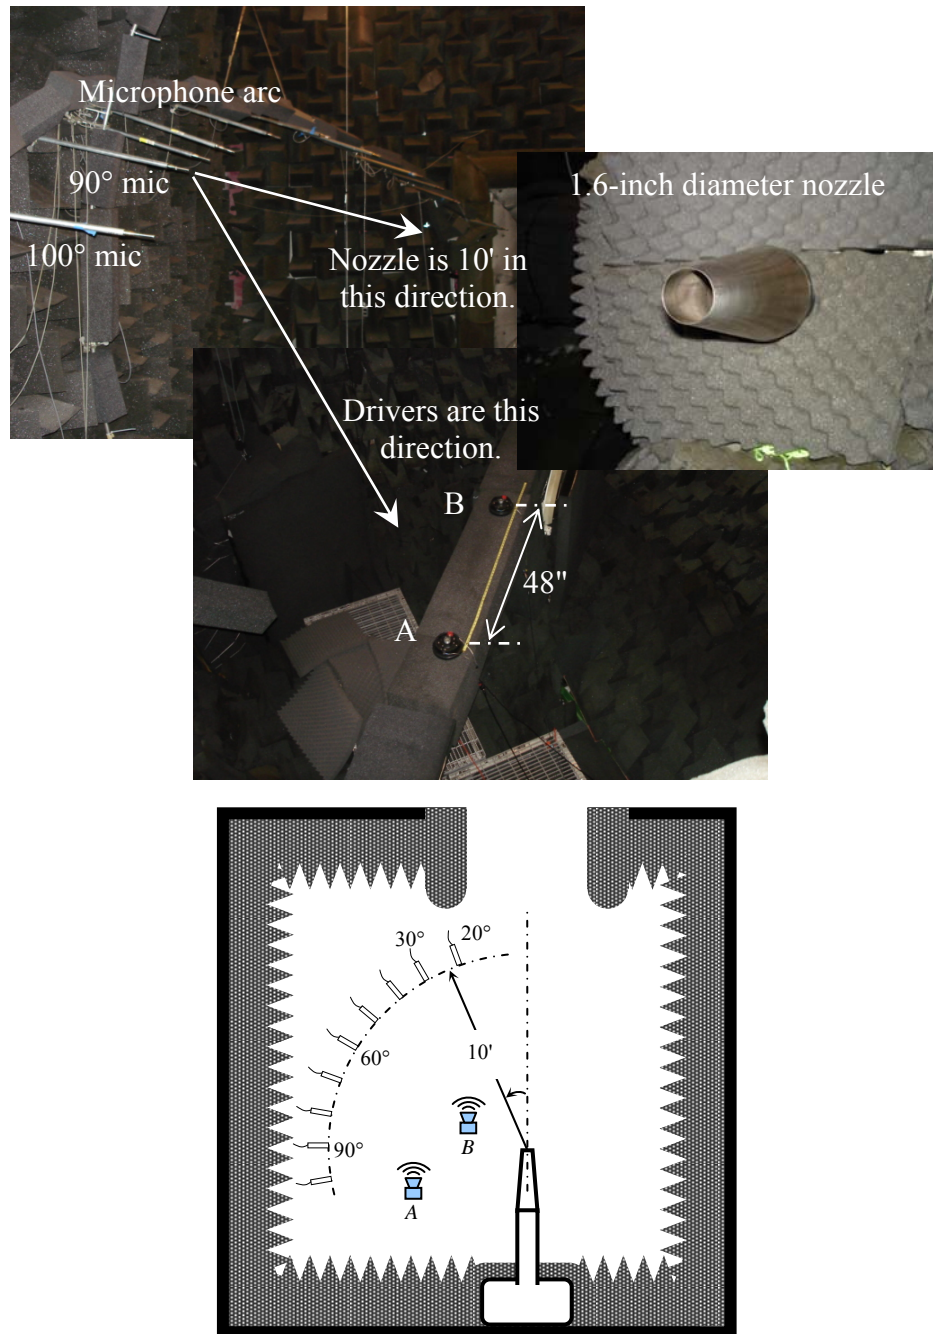 Microphone arc
90° mic
100° mic
Nozzle is 10' in
this direction.
1.6-inch diameter nozzle
Drivers are this
direction.
B
48"
A
30°
20°
60°
10'
90°
B
A